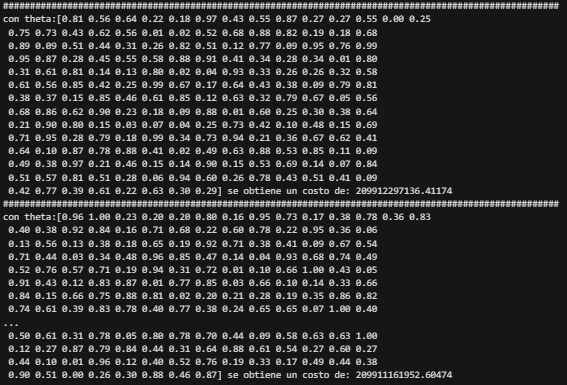 ####################################################################################################
con theta:[0.81 0.56 0.64 0.22 0.18 0.97 0.43 0.55 0.87 0.27 0.27 0.55 0.00 0.25
0.75 0.73 0.43 0.62 0.56 0.01 0.02 0.52 0.68 0.88 0.82 0.19 0.18 0.68
0.89 0.09 0.51 0.44 0.31 0.26 0.82 0.51 0.12 0.77 0.09 0.95 0.76 0.99
0.95 0.87 0.28 0.45 0.55 0.58 0.88 0.91 0.41 0.34 0.28 0.34 0.01 0.80
0.31 0.61 0.81 0.14 0.13 0.80 0.02 0.04 0.93 0.33 0.26 0.26 0.32 0.58
0.61 0.56 0.85 0.42 0.25 0.99 0.67 0.17 0.64 0.43 0.38 0.09 0.79 0.81
0.38 0.37 0.15 0.85 0.46 0.61 0.85 0.12 0.63 0.32 0.79 0.67 0.05 0.56
0.68 0.86 0.62 0.90 0.23 0.18 0.09 0.88 0.01 0.60 0.25 0.30 0.38 0.64
0.21 0.90 0.80 0.15 0.03 0.07 0.04 0.25 0.73 0.42 0.10 0.48 0.15 0.69
0.71 0.95 0.28 0.79 0.18 0.99 0.34 0.73 0.94 0.21 0.36 0.67 0.62 0.41
0.64 0.10 0.87 0.78 0.88 0.41 0.02 0.49 0.63 0.88 0.53 0.85 0.11 0.09
0.49 0.38 0.97 0.21 0.46 0.15 0.14 0.90 0.15 0.53 0.69 0.14 0.07 0.84
0.51 0.57 0.81 0.51 0.28 0.06 0.94 0.60 0.26 0.78 0.43 0.51 0.41 0.09
0.42 0.77 0.39 0.61 0.22 0.63 0.30 0.29] se obtiene un costo de: 209912297136.41174
####################################################################################################
con theta:[0.96 1.00 0.23 0.20 0.20 0.80 0.16 0.95 0.73 0.17 0.38 0.78 0.36 0.83
0.40 0.38 0.92 0.84 0.16 0.71 0.68 0.22 0.60 0.78 0.22 0.95 0.36 0.06
0.13 0.56 0.13 0.38 0.18 0.65 0.19 0.92 0.71 0.38 0.41 0.09 0.67 0.54
0.71 0.44 0.03 0.34 0.48 0.96 0.85 0.47 0.14 0.04 0.93 0.68 0.74 0.49
0.52 0.76 0.57 0.71 0.19 0.94 0.31 0.72 0.01 0.10 0.66 1.00 0.43 0.05
0.91 0.43 0.12 0.83 0.87 0.01 0.77 0.85 0.03 0.66 0.10 0.14 0.33 0.66
0.84 0.15 0.66 0.75 0.88 0.81 0.02 0.20 0.21 0.28 0.19 0.35 0.86 0.82
0.74 0.61 0.39 0.83 0.78 0.40 0.77 0.38 0.24 0.65 0.65 0.07 1.00 0.40
...
0.50 0.61 0.31 0.78 0.05 0.80 0.78 0.70 0.44 0.09 0.58 0.63 0.63 1.00
0.12 0.27 0.87 0.79 0.84 0.44 0.31 0.64 0.88 0.61 0.54 0.27 0.60 0.27
0.44 0.10 0.01 0.96 0.12 0.40 0.52 0.76 0.19 0.33 0.17 0.49 0.44 0.38
0.90 0.51 0.00 0.26 0.30 0.88 0.46 0.87] se obtiene un costo de: 209911161952.60474